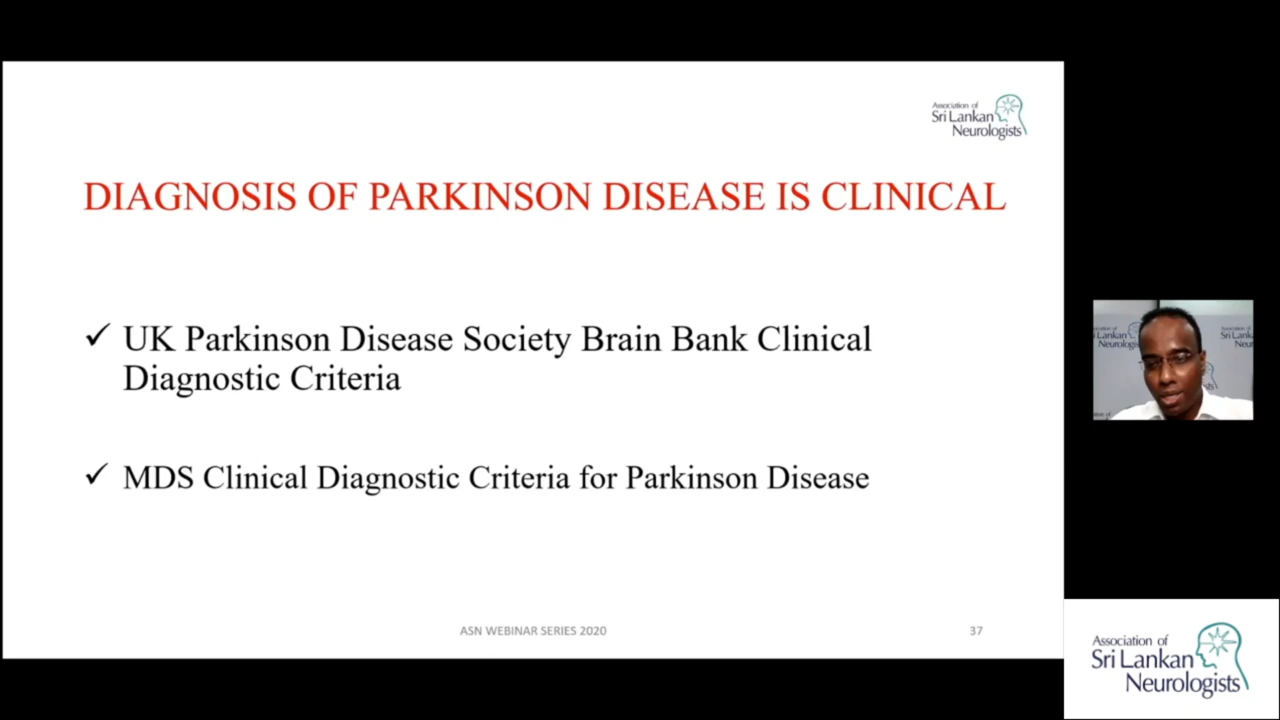 Association of
Sri Lankan
Neurologists
DIAGNOSIS OF PARKINSON DISEASE IS CLINICAL
✓ UK Parkinson Disease Society Brain Bank Clinical
Diagnostic Criteria
✓ MDS Clinical Diagnostic Criteria for Parkinson Disease
ASN WEBINAR SERIES 2020
37
Association of
Sri Lankan
Neurologists